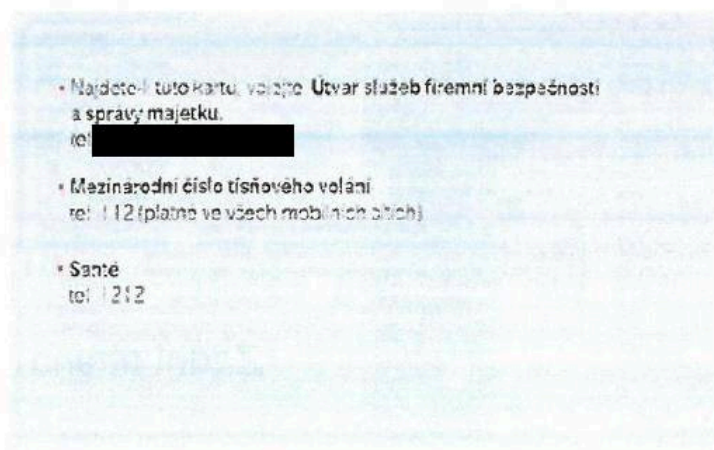 • Najdete-li tuto kartu, volejte Útvar služeb firemní bezpečnosti
a správy majetku.
tel
• Mezinárodní číslo tísňového volání
tel. 112 (platné ve všech mobilních sítích)
• Santé
tel. 1212